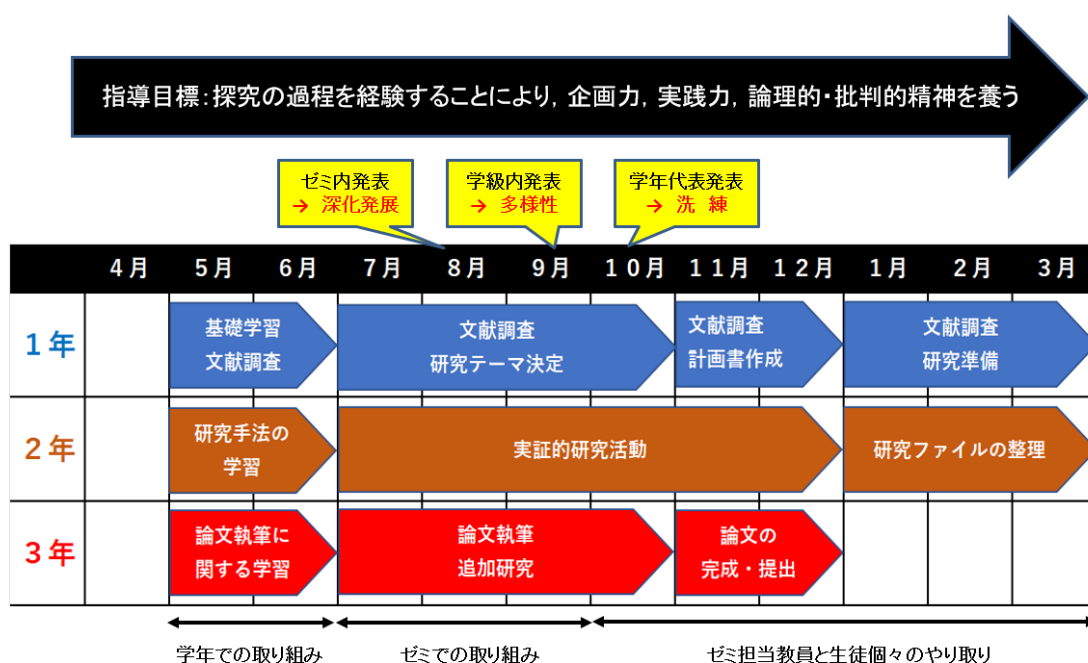 指導目標:探究の過程を経験することにより,企画力,実践力,論理的・批判的精神を養う
ゼミ内発表
→ 深化発展
学級内発表
→ 多様性
学年代表発表
→ 洗 練
4月 5月 6月 7月 8月 9月 10月 11月 12月 1月 2月 3月
1年
基礎学習
文献調査
文献調査
研究テーマ決定
文献調査
計画書作成
文献調査
研究準備
2年
研究手法の
学習
実証的研究活動
研究ファイルの整理
3年
論文執筆に
関する学習
論文執筆
追加研究
論文の
完成・提出
学年での取り組み
ゼミでの取り組み
ゼミ担当教員と生徒個々のやり取り